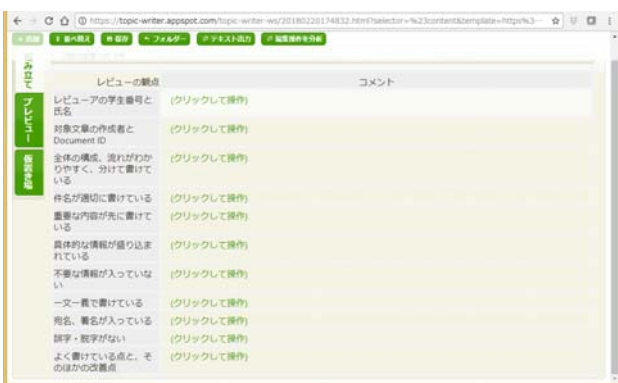 https://topic-writer.appspot.com/topic-writer-ws/20180220174832.html?selector=%23content&template=https%3
並べ替え
保存
フォルダー
テキスト出力
編集操作を分析
組み立て
プレビュー
仮置き場
レビューの観点 コメント
レビューアの学生番号と (クリックして操作)
氏名
対象文章の作成者と (クリックして操作)
Document ID
全体の構成、流れがわか (クリックして操作)
りやすく、分けて書けて
いる
件名が適切に書けている (クリックして操作)
重要な内容が先に書けて (クリックして操作)
いる
具体的な情報が盛り込ま (クリックして操作)
れている
不要な情報が入っていな (クリックして操作)
い
一文一義で書けている (クリックして操作)
宛名、署名が入っている (クリックして操作)
誤字・脱字がない (クリックして操作)
よく書けている点と、そ (クリックして操作)
のほかの改善点